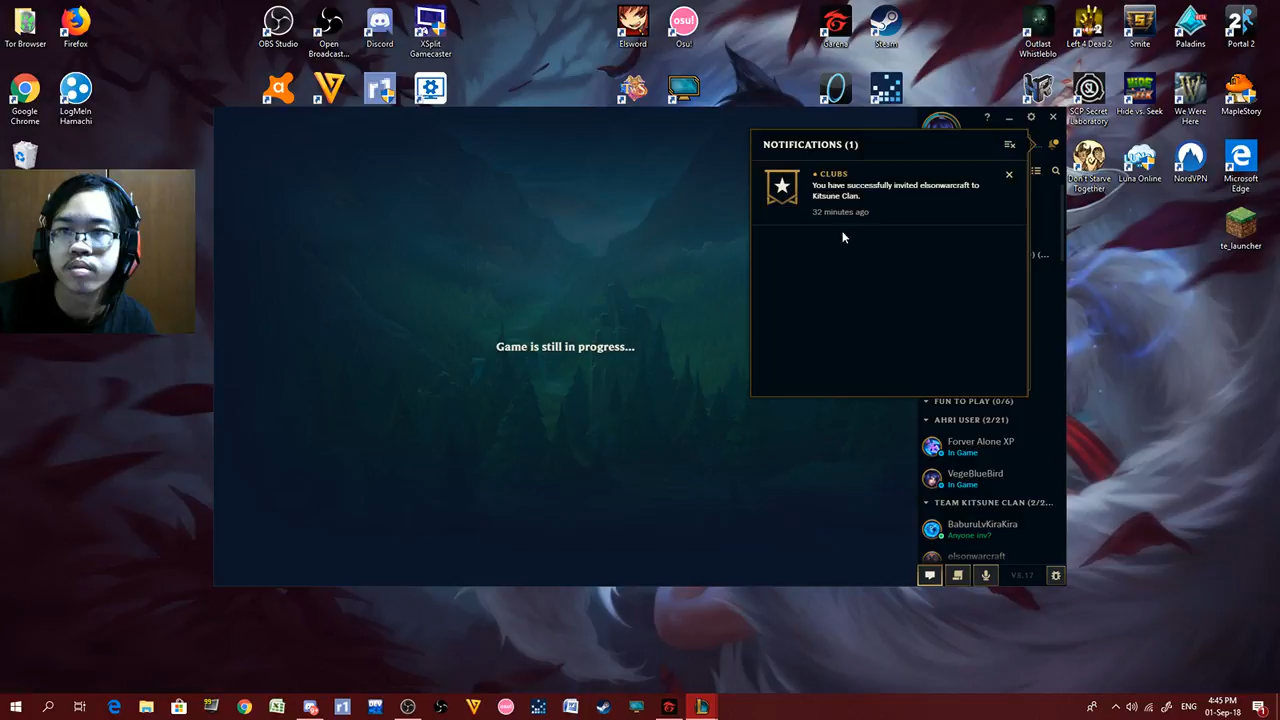 Tor Browser
Firefox
OBS Studio
Open Broadcast...
Discord
XSplit Gamecaster
Elsword
Osu!
Garena
Steam
Outlast Whistleblo
Left 4 Dead 2
Smite
Paladins
Portal 2
Google Chrome
LogMeIn Hamachi
SCP Secret Laboratory
Hide vs. Seek
We Were Here
MapleStory
Don't Starve Together
Luna Online
NordVPN
Microsoft Edge
te_launcher
NOTIFICATIONS (1)
CLUBS
You have successfully invited elsonwarcraft to
Kitsune Clan.
32 minutes ago
) (...
Game is still in progress...
FUN TO PLAY (0/6)
AHRI USER (2/21)
Forver Alone XP
In Game
VegeBlueBird
In Game
TEAM KITSUNE CLAN (2/2...
BaburuLvKiraKira
Anyone inv?
elsonwarcraft
V8.17
ENG
4:45 PM
01-Sep-18